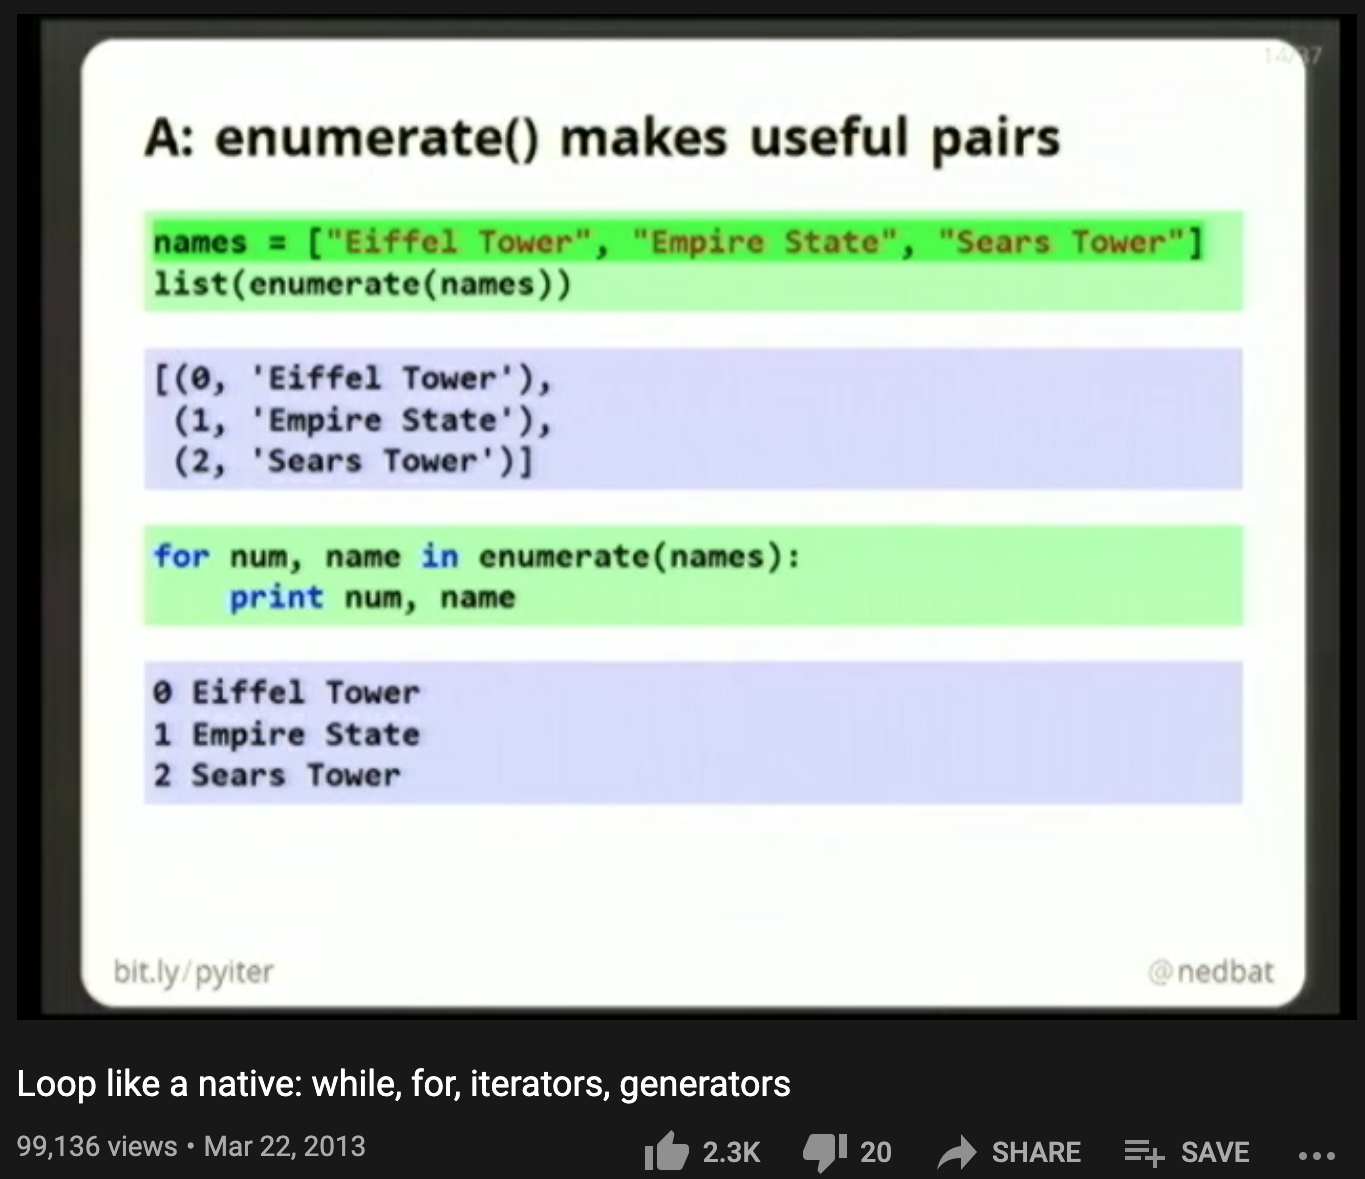 14/37
A: enumerate() makes useful pairs
names = ["Eiffel Tower", "Empire State", "Sears Tower"]
list(enumerate(names))
[(0, 'Eiffel Tower'),
 (1, 'Empire State'),
 (2, 'Sears Tower')]
for num, name in enumerate(names):
    print num, name
0 Eiffel Tower
1 Empire State
2 Sears Tower
bit.ly/pyiter @nedbat
Loop like a native: while, for, iterators, generators
99,136 views • Mar 22, 2013 2.3K 20 SHARE SAVE ...